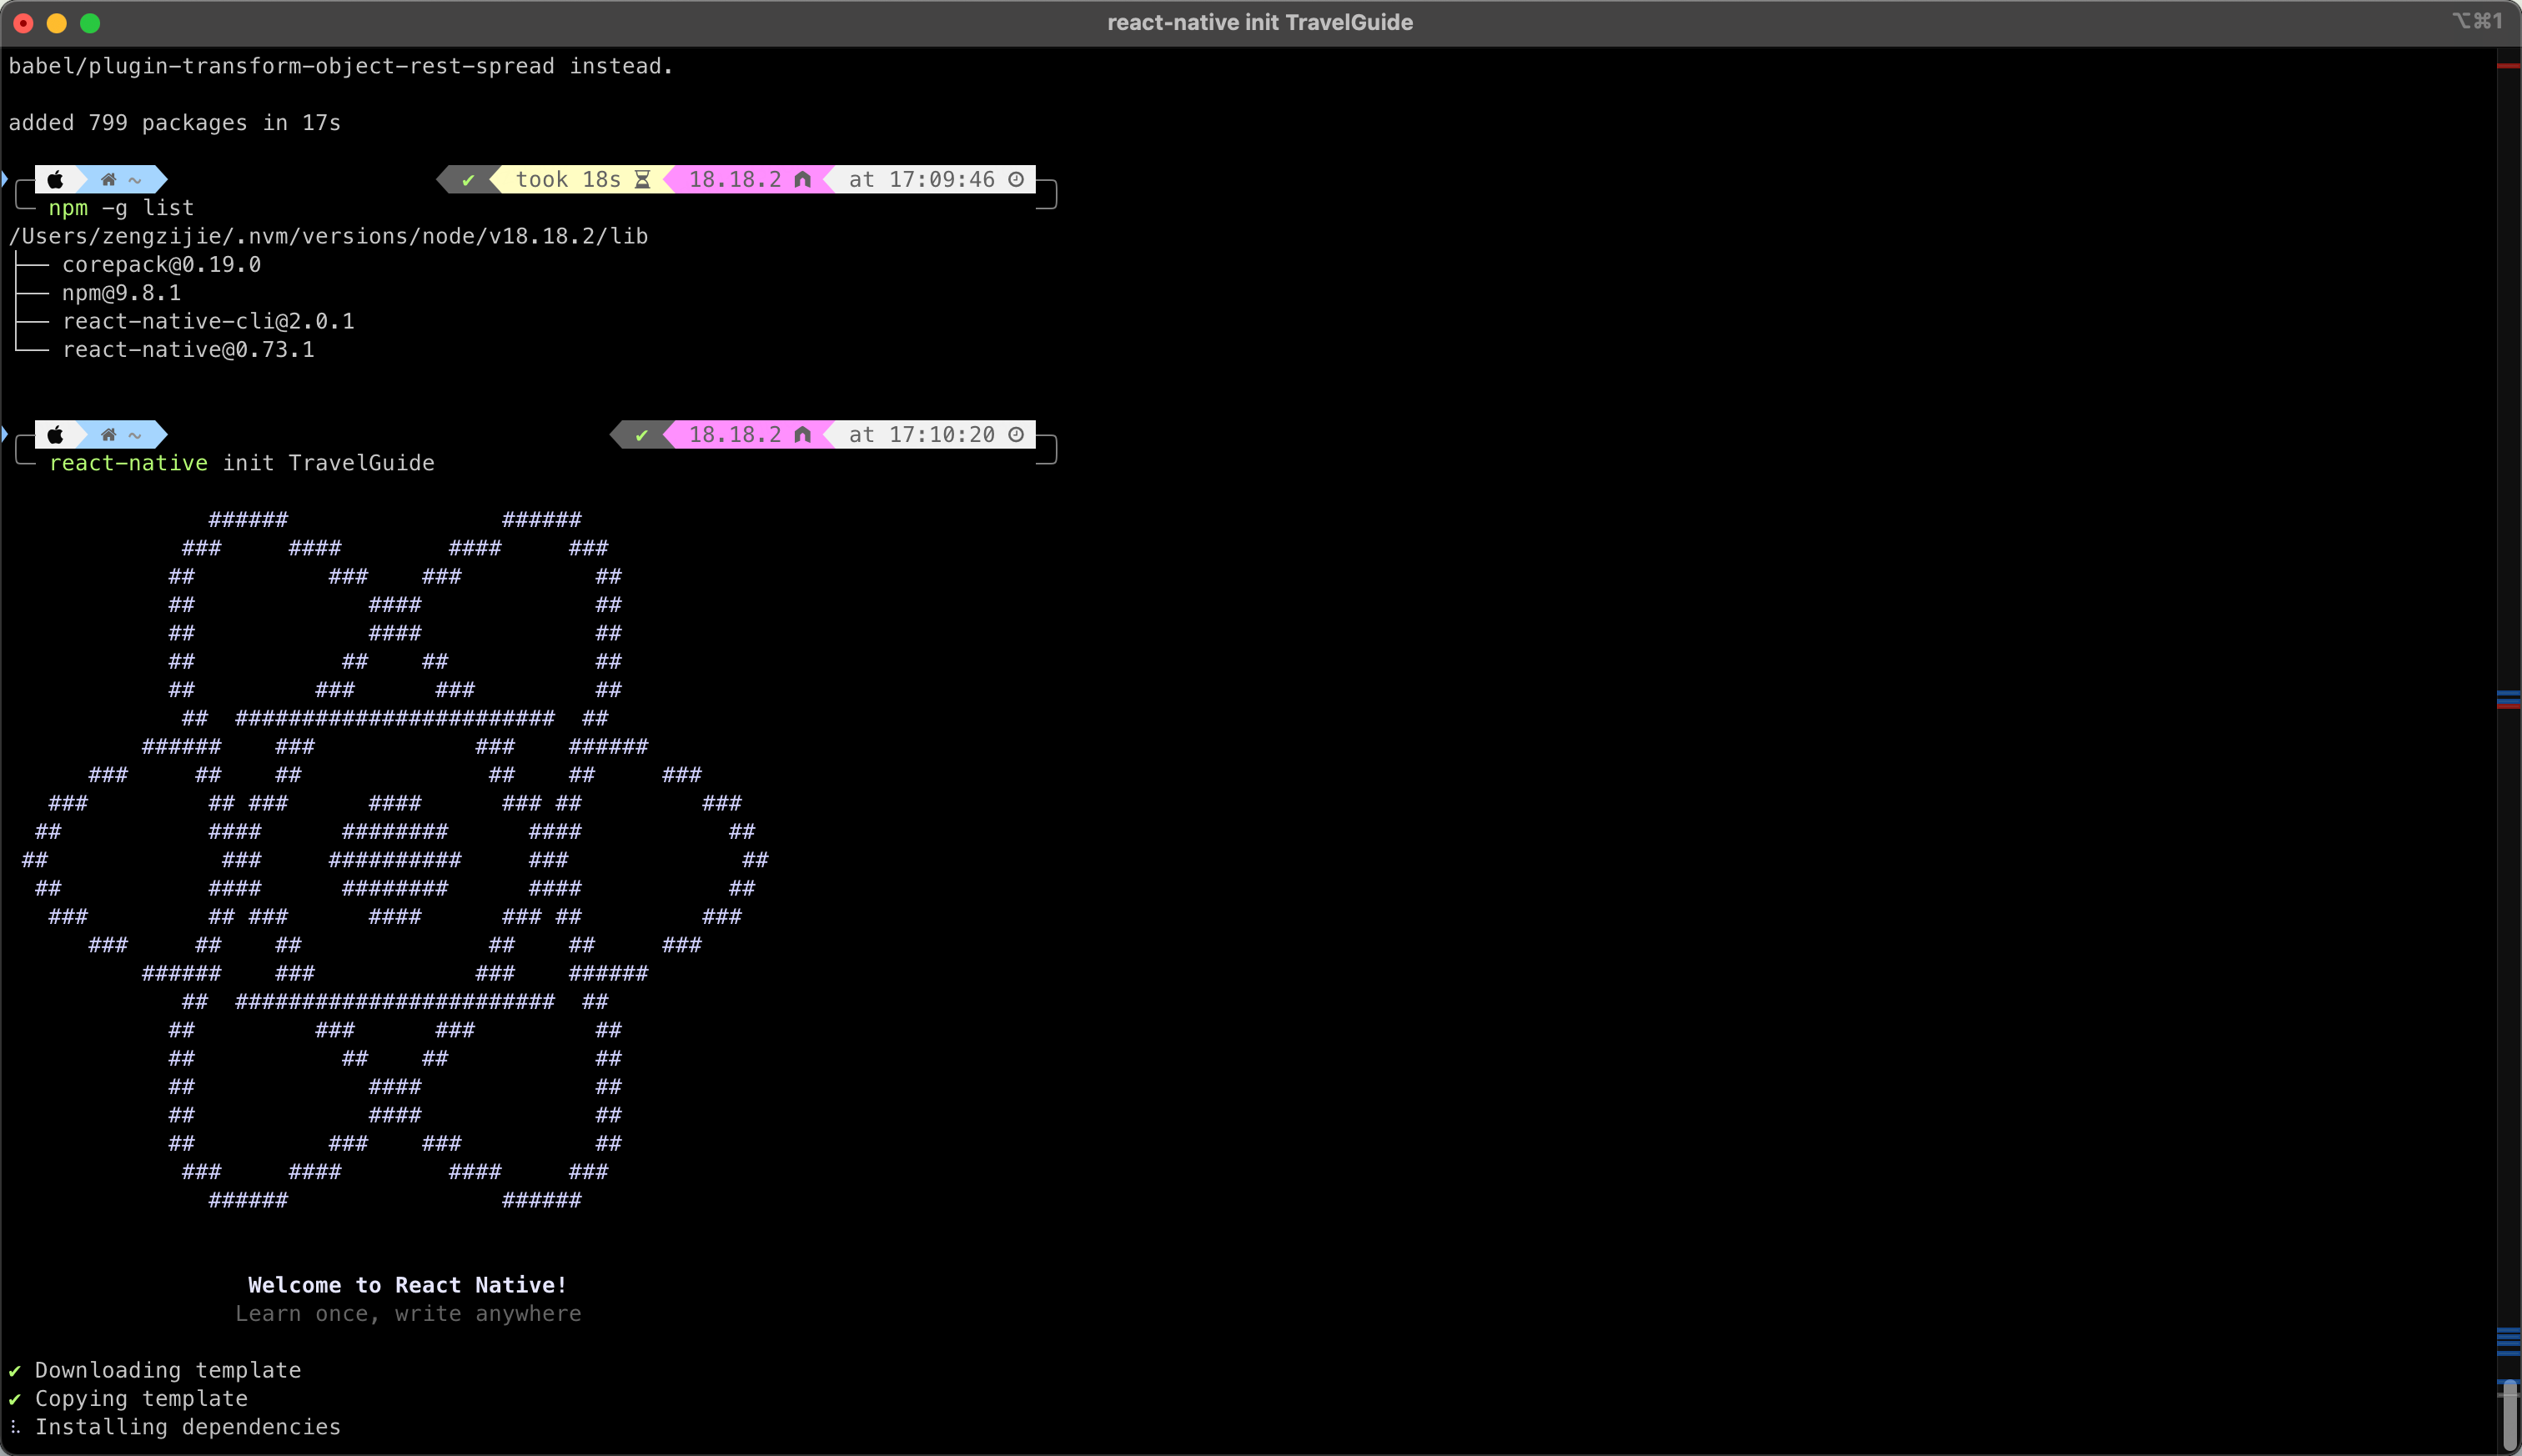 react-native init TravelGuide
⌥⌘1
babel/plugin-transform-object-rest-spread instead.
added 799 packages in 17s
~ ✔ took 18s 18.18.2 at 17:09:46
npm -g list
/Users/zengzijie/.nvm/versions/node/v18.18.2/lib
├── corepack@0.19.0
├── npm@9.8.1
├── react-native-cli@2.0.1
└── react-native@0.73.1
~ ✔ 18.18.2 at 17:10:20
react-native init TravelGuide
Welcome to React Native!
Learn once, write anywhere
✔ Downloading template
✔ Copying template
Installing dependencies